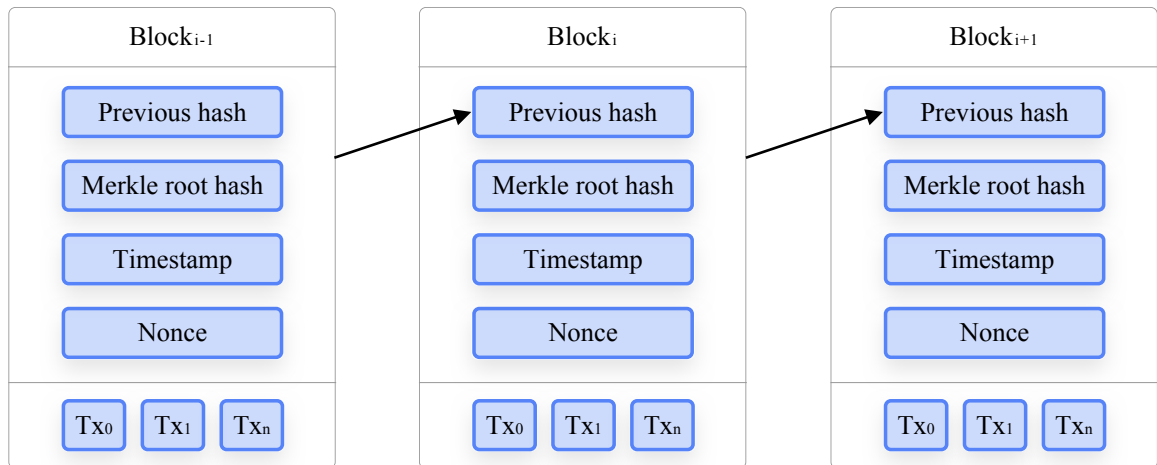 Blocki-1
Previous hash
Merkle root hash
Timestamp
Nonce
Tx0 Tx1 Txn
Blocki
Previous hash
Merkle root hash
Timestamp
Nonce
Tx0 Tx1 Txn
Blocki+1
Previous hash
Merkle root hash
Timestamp
Nonce
Tx0 Tx1 Txn